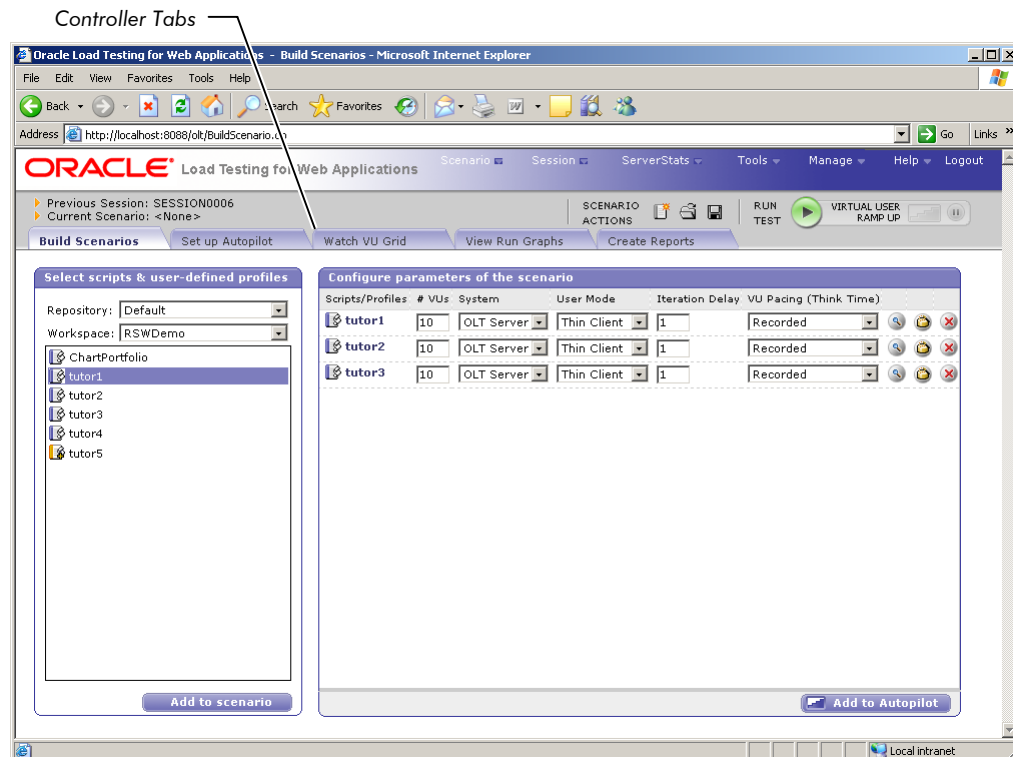 Controller Tabs
Oracle Load Testing for Web Applications - Build Scenarios - Microsoft Internet Explorer
File Edit View Favorites Tools Help
Back Search Favorites
Address http://localhost:8088/olt/BuildScenario.do Go Links »
ORACLE Load Testing for Web Applications Scenario Session ServerStats Tools Manage Help Logout
Previous Session: SESSION0006
Current Scenario: <None>
SCENARIO ACTIONS
RUN TEST
VIRTUAL USER RAMP UP
Build Scenarios Set up Autopilot Watch VU Grid View Run Graphs Create Reports
Select scripts & user-defined profiles
Repository: Default
Workspace: RSWDemo
ChartPortfolio
tutor1
tutor2
tutor3
tutor4
tutor5
Add to scenario
Configure parameters of the scenario
Scripts/Profiles # VUs System User Mode Iteration Delay VU Pacing (Think Time)
tutor1 10 OLT Server Thin Client 1 Recorded
tutor2 10 OLT Server Thin Client 1 Recorded
tutor3 10 OLT Server Thin Client 1 Recorded
Add to Autopilot
Local intranet